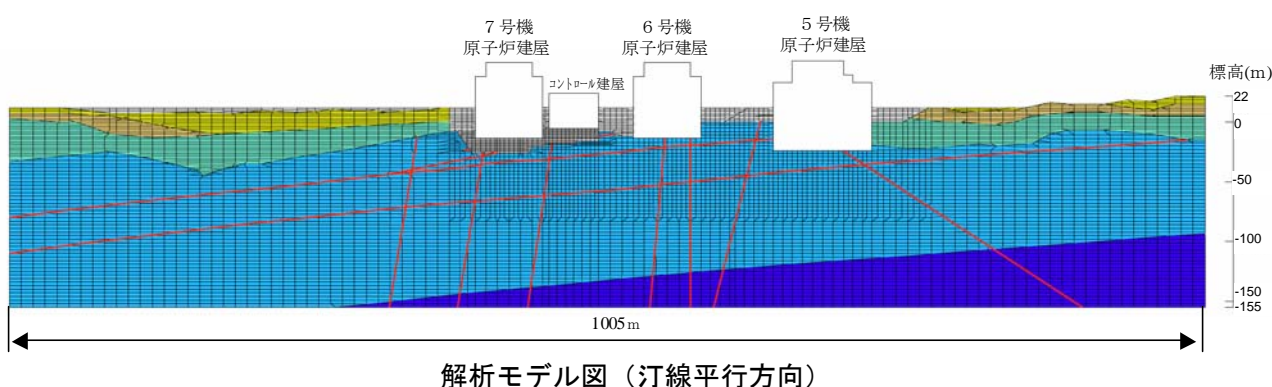 7号機
原子炉建屋
ｺﾝﾄﾛｰﾙ建屋
6号機
原子炉建屋
5号機
原子炉建屋
標高(m)
22
0
-50
-100
-150
-155
1005m
解析モデル図（汀線平行方向）